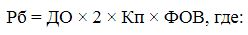 Рб = ДО × 2 × Кп × ФОВ, где: